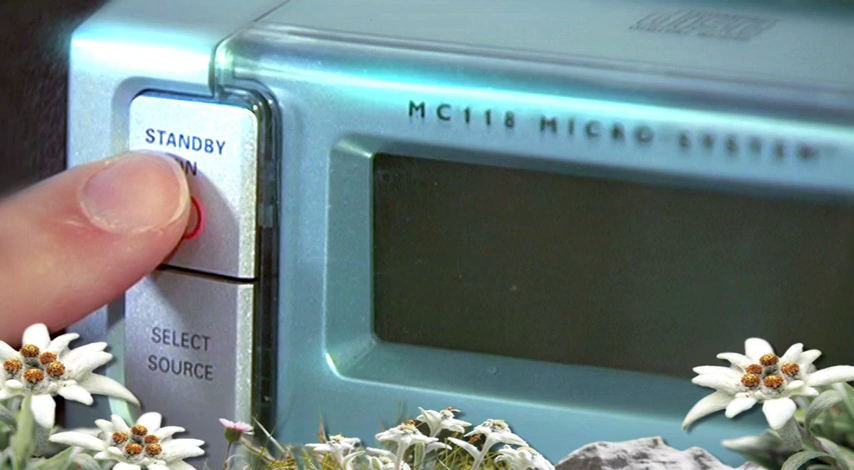 STANDBY
ON
MC118 MICRO SYSTEM
SELECT
SOURCE